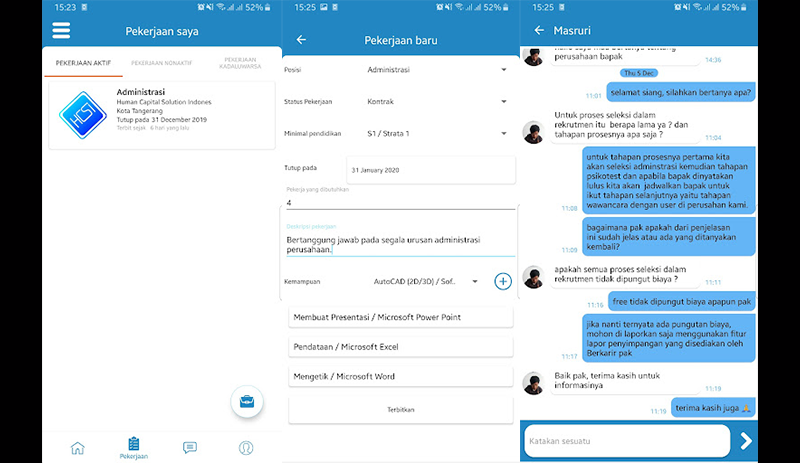 15:23
52%
Pekerjaan saya
PEKERJAAN AKTIF
PEKERJAAN NONAKTIF
PEKERJAAN
KADALUWARSA
HCSI
Administrasi
Human Capital Solution Indones
Kota Tangerang
Tutup pada 31 December 2019
Terbit sejak 6 hari yang lalu
Pekerjaan
15:25
52%
Pekerjaan baru
Posisi
Administrasi
Status Pekerjaan
Kontrak
Minimal pendidikan
S1 / Strata 1
Tutup pada
31 January 2020
Pekerja yang dibutuhkan
4
Deskripsi pekerjaan
Bertanggung jawab pada segala urusan administrasi
perusahaan.
Kemampuan
AutoCAD (2D/3D) / Sof..
Membuat Presentasi / Microsoft Power Point
Pendataan / Microsoft Excel
Mengetik / Microsoft Word
Terbitkan
15:25
52%
Masruri
perusahaan bapak
14:36
Thu 5 Dec
selamat siang, silahkan bertanya apa?
11:01
Untuk proses seleksi dalam
rekrutmen itu berapa lama ya ? dan
tahapan prosesnya apa saja ?
11:04
untuk tahapan prosesnya pertama kita
akan seleksi adminstrasi kemudian tahapan
psikotest dan apabila bapak dinyatakan
lulus kita akan jadwalkan bapak untuk
ikut tahapan selanjutnya yaitu tahapan
wawancara dengan user di perusahan kami.
11:08
bagaimana pak apakah dari penjelasan
ini sudah jelas atau ada yang ditanyakan
kembali?
11:09
apakah semua proses seleksi dalam
rekrutmen tidak dipungut biaya ?
11:11
free tidak dipungut biaya apapun pak
11:16
jika nanti ternyata ada pungutan biaya,
mohon di laporkan saja menggunakan fitur
lapor penyimpangan yang disediakan oleh
Berkarir pak
11:17
Baik pak, terima kasih untuk
informasinya
11:19
terima kasih juga 🙏
11:19
Katakan sesuatu